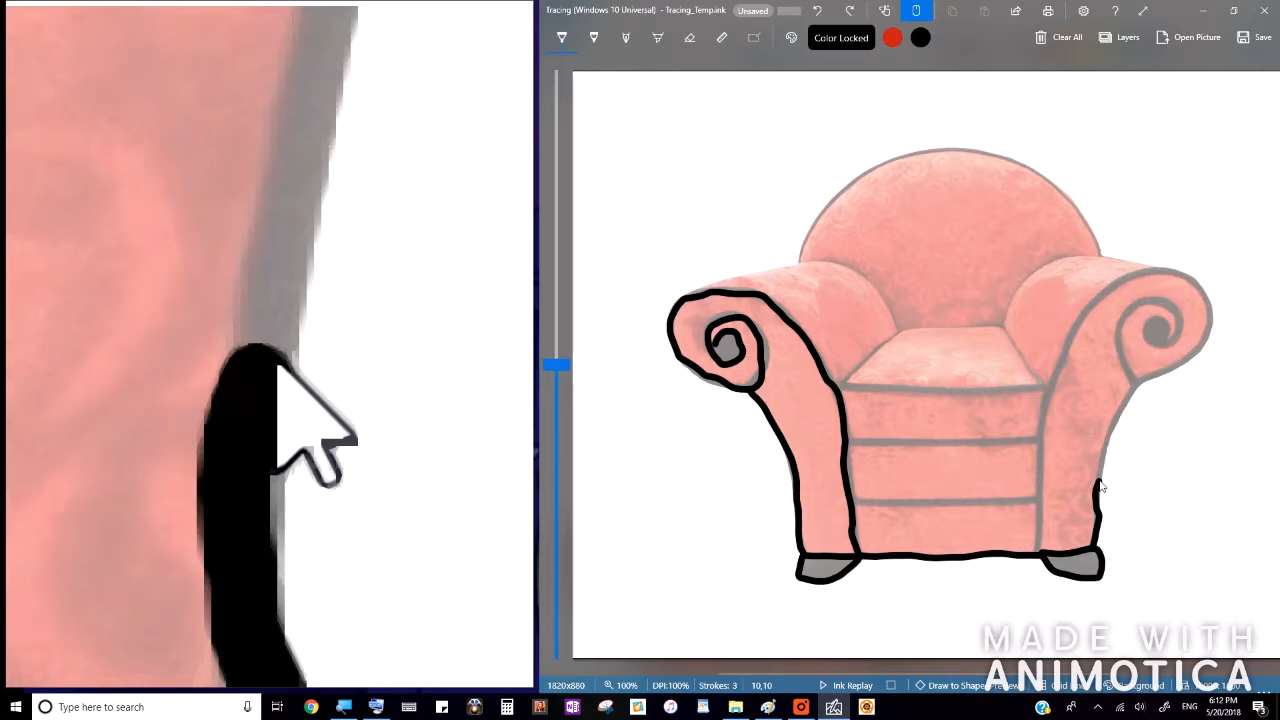 Tracing (Windows 10 Universal) - Tracing_Temp.ink Unsaved
Color Locked Clear All Layers Open Picture Save
MADE WITH
ANIMOTICA
1820x880 100% DPI:100% Strokes: 3 10,10 Ink Replay Draw to Shape
Type here to search
ENG
6:12 PM
5/20/2018